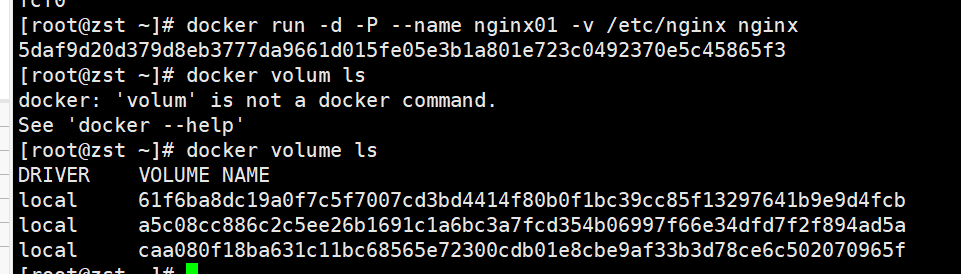 [root@zst ~]# docker run -d -P --name nginx01 -v /etc/nginx nginx
5daf9d20d379d8eb3777da9661d015fe05e3b1a801e723c0492370e5c45865f3
[root@zst ~]# docker volum ls
docker: 'volum' is not a docker command.
See 'docker --help'
[root@zst ~]# docker volume ls
DRIVER    VOLUME NAME
local     61f6ba8dc19a0f7c5f7007cd3bd4414f80b0f1bc39cc85f13297641b9e9d4fcb
local     a5c08cc886c2c5ee26b1691c1a6bc3a7fcd354b06997f66e34dfd7f2f894ad5a
local     caa080f18ba631c11bc68565e72300cdb01e8cbe9af33b3d78ce6c502070965f
[root@zst ~]#